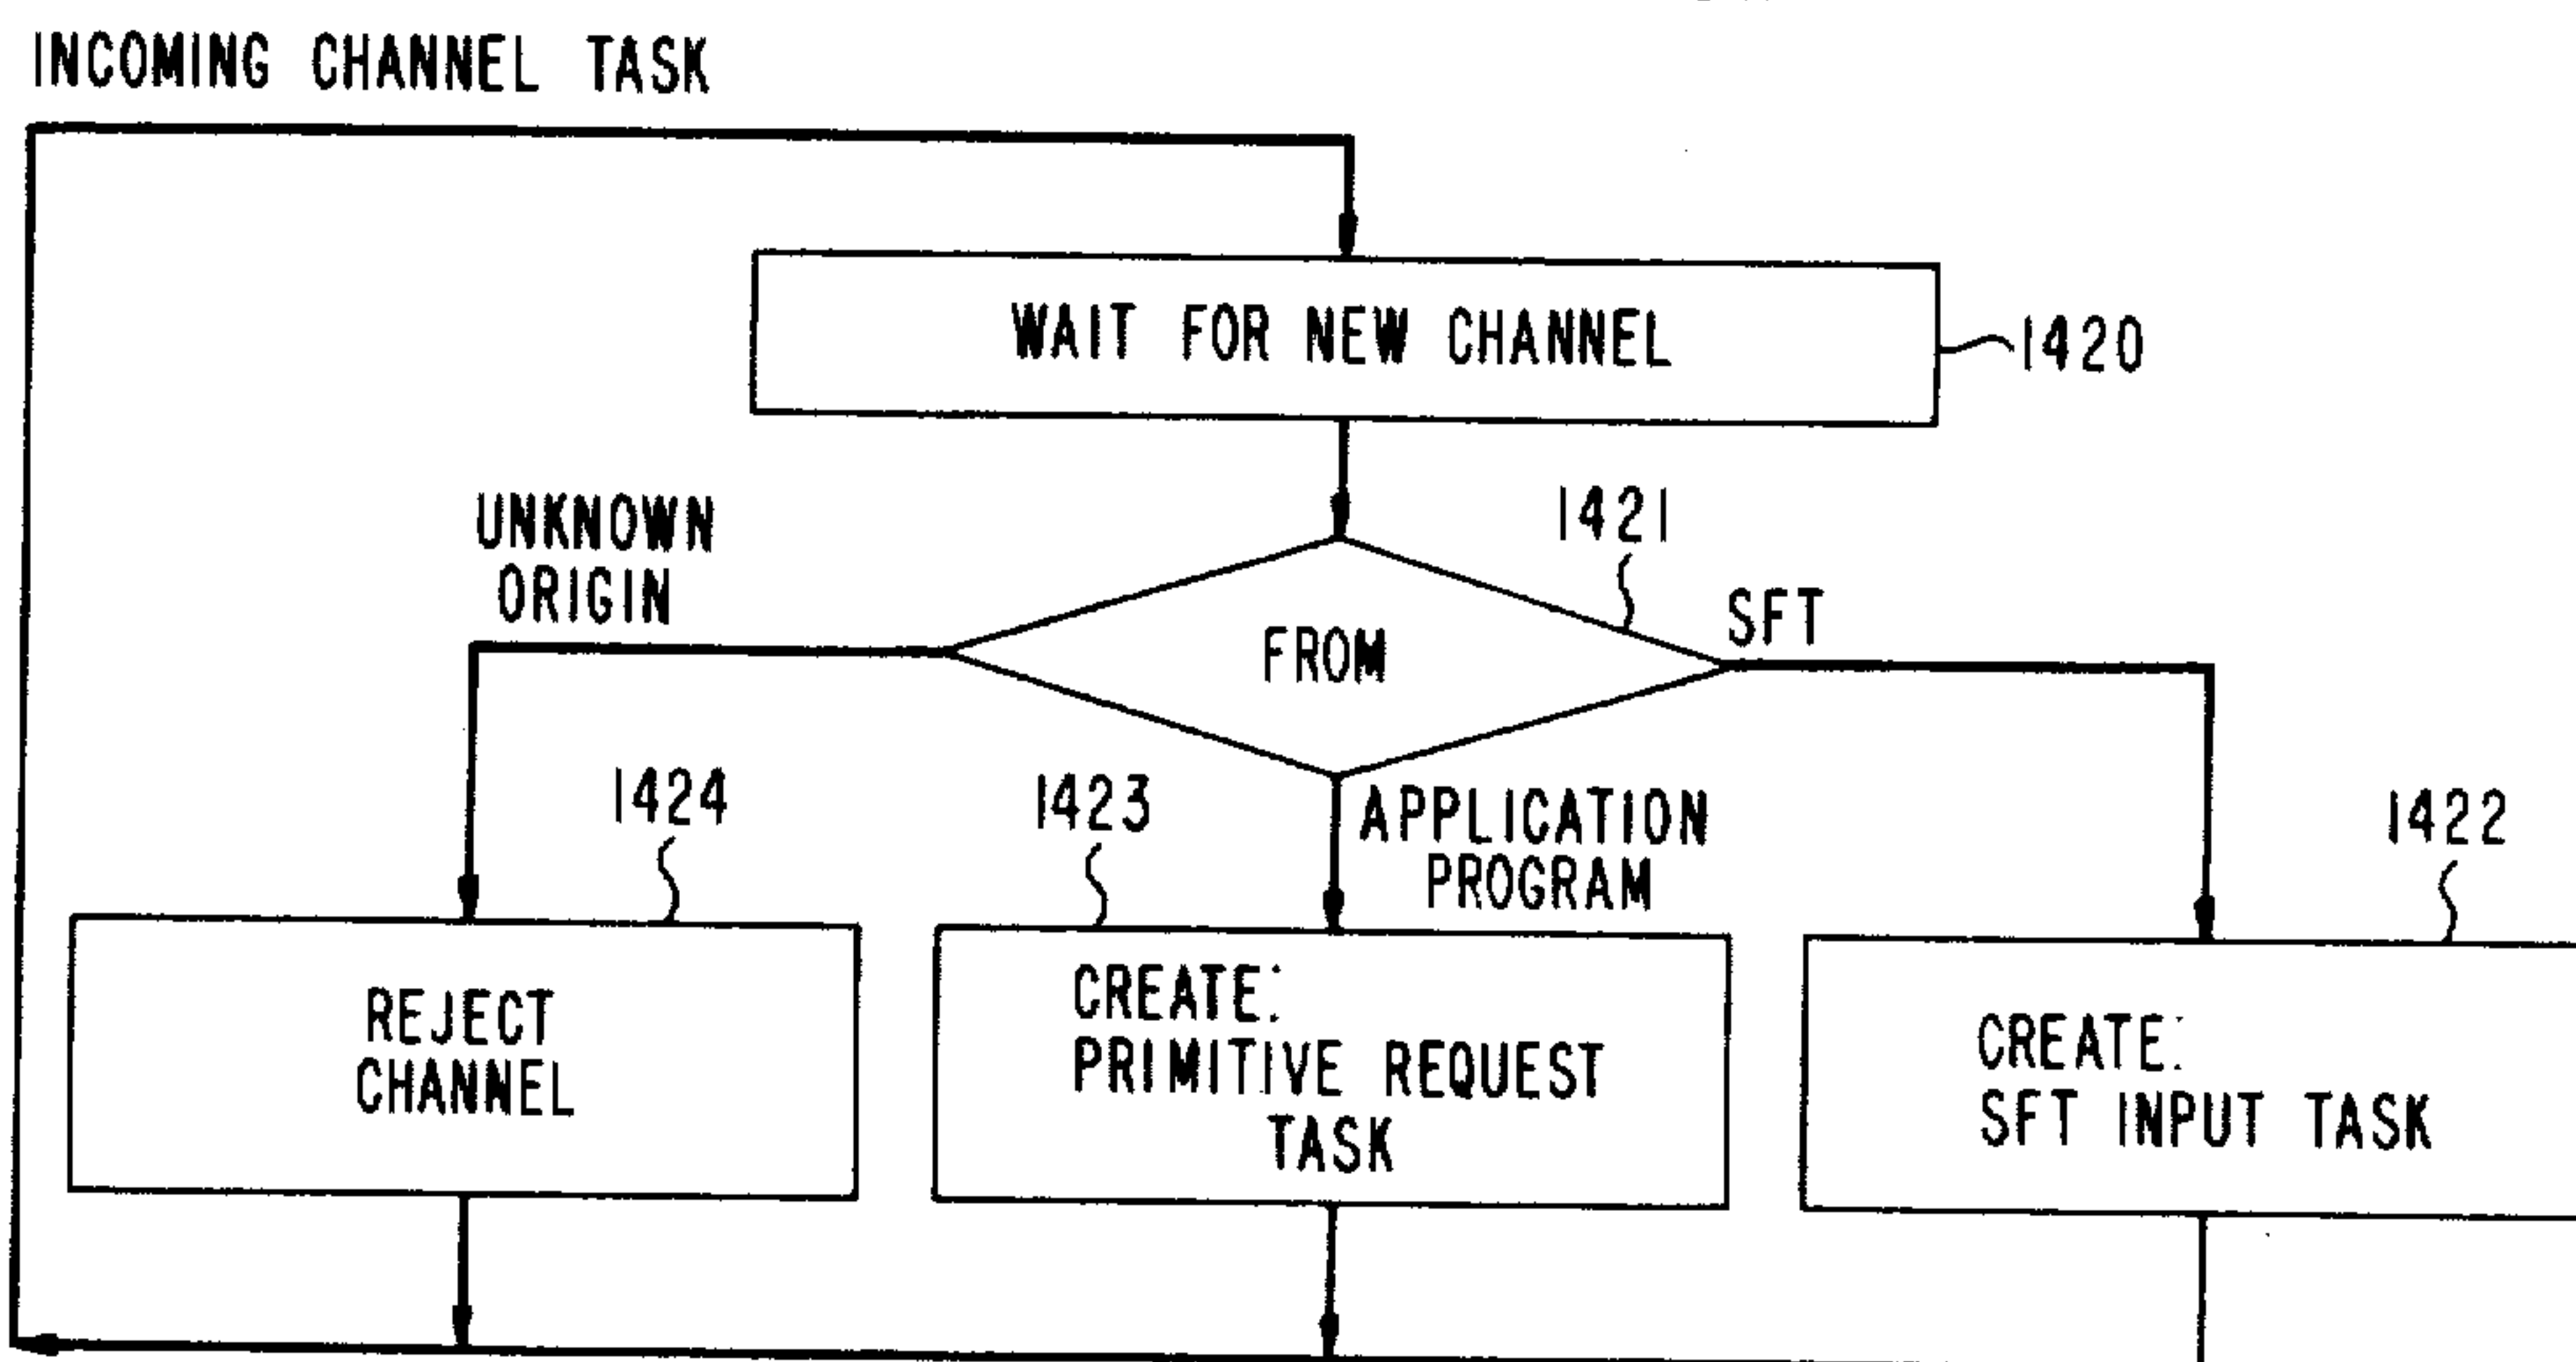 INCOMING CHANNEL TASK
WAIT FOR NEW CHANNEL
1420
UNKNOWN
ORIGIN
1421
FROM
SFT
1424
1423
APPLICATION
PROGRAM
1422
REJECT
CHANNEL
CREATE:
PRIMITIVE REQUEST
TASK
CREATE:
SFT INPUT TASK